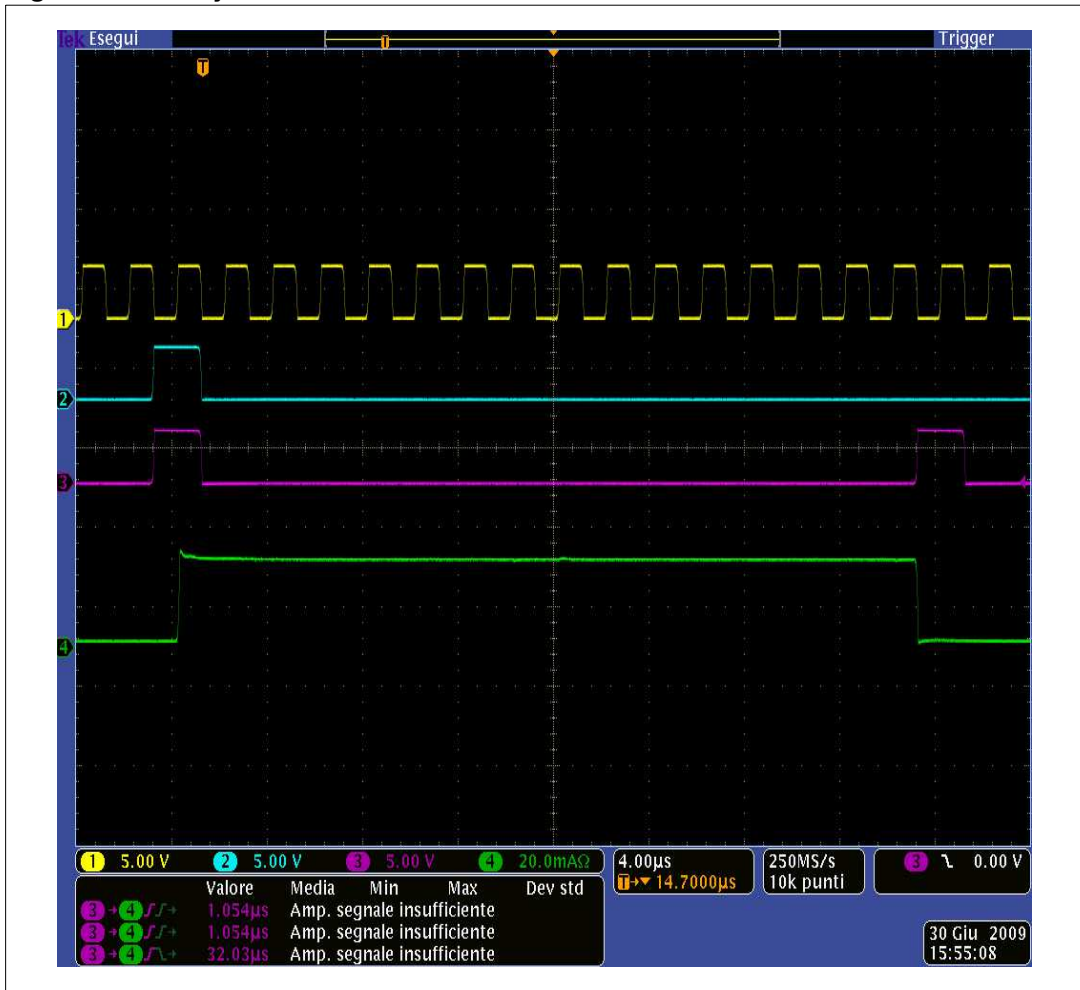 Tek Esegui Trigger
T
T
1
2
3
4
1 5.00 V 2 5.00 V 3 5.00 V 4 20.0mAΩ 4.00µs 250MS/s 3 0.00 V
T→▼ 14.7000µs 10k punti
Valore Media Min Max Dev std
3 → 4 1.054µs Amp. segnale insufficiente
3 → 4 1.054µs Amp. segnale insufficiente
3 → 4 32.03µs Amp. segnale insufficiente
30 Giu 2009
15:55:08